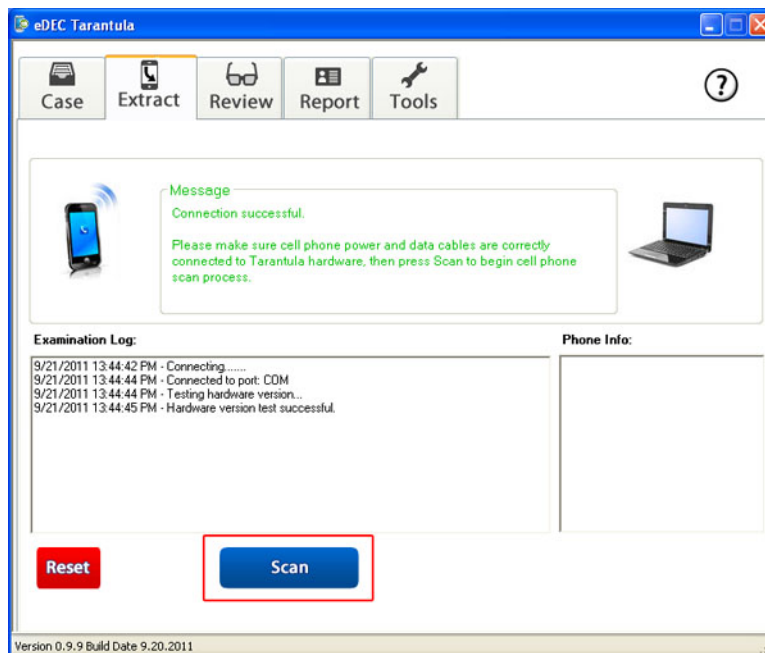 eDEC Tarantula
Case
Extract
Review
Report
Tools
?
Message
Connection successful.
Please make sure cell phone power and data cables are correctly
connected to Tarantula hardware, then press Scan to begin cell phone
scan process.
Examination Log:
Phone Info:
9/21/2011 13:44:42 PM - Connecting.......
9/21/2011 13:44:44 PM - Connected to port: COM
9/21/2011 13:44:44 PM - Testing hardware version...
9/21/2011 13:44:45 PM - Hardware version test successful.
Reset
Scan
Version 0.9.9 Build Date 9.20.2011